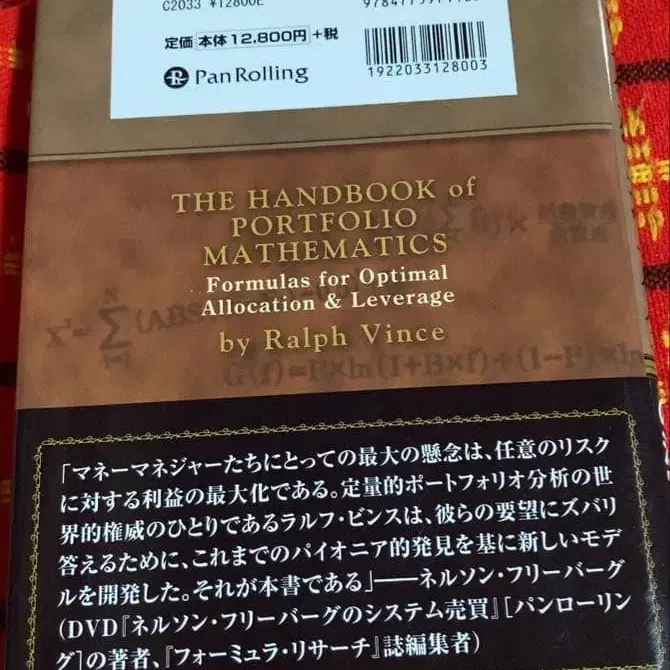 C2033 ¥12800E
定価 本体12,800円+税
PanRolling
1922033128003
THE HANDBOOK of
PORTFOLIO
MATHEMATICS
Formulas for Optimal
Allocation & Leverage
by Ralph Vince
G(f)=P×ln(1+B×f)+(1-P)×ln
「マネーマネジャーたちにとっての最大の懸念は、任意のリスク
に対する利益の最大化である。定量的ポートフォリオ分析の世
界的権威のひとりであるラルフ・ビンスは、彼らの要望にズバリ
答えるために、これまでのパイオニア的発見を基に新しいモデ
ルを開発した。それが本書である」――ネルソン・フリーバーグ
(DVD『ネルソン・フリーバーグのシステム売買』[パンローリン
グ]の著者、『フォーミュラ・リサーチ』誌編集者)